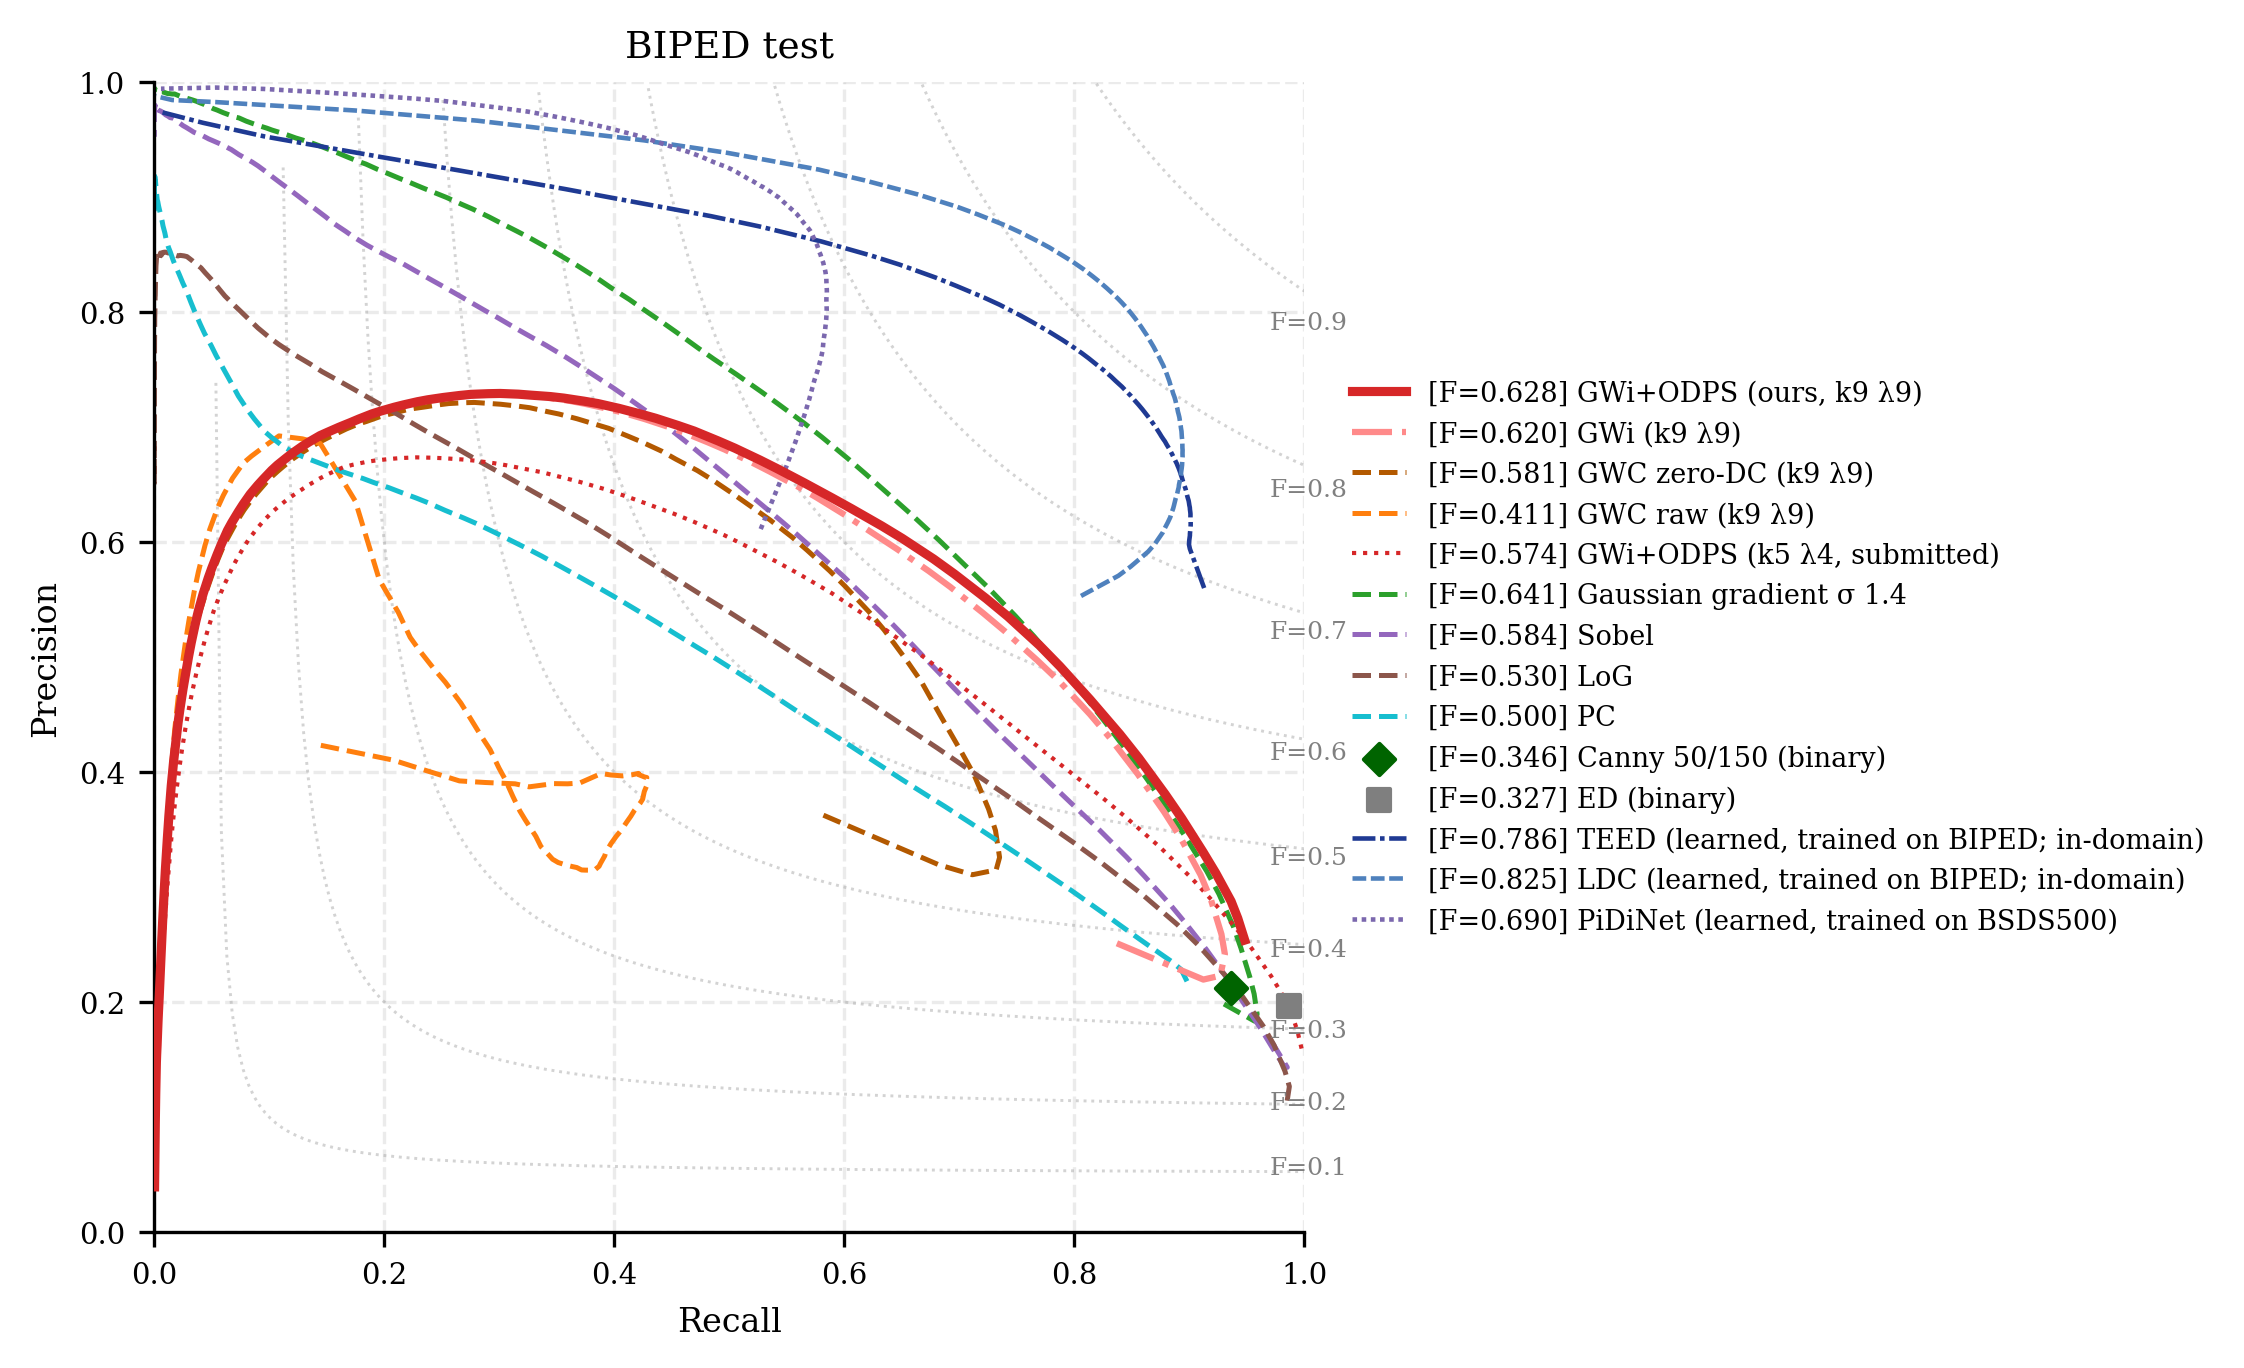 BIPED test
1.0
0.8
0.6
0.4
0.2
0.0
0.0 0.2 0.4 0.6 0.8 1.0
Precision
Recall
F=0.9
F=0.8
F=0.7
F=0.6
F=0.5
F=0.4
F=0.3
F=0.2
F=0.1
[F=0.628] GWi+ODPS (ours, k9 λ9)
[F=0.620] GWi (k9 λ9)
[F=0.581] GWC zero-DC (k9 λ9)
[F=0.411] GWC raw (k9 λ9)
[F=0.574] GWi+ODPS (k5 λ4, submitted)
[F=0.641] Gaussian gradient σ 1.4
[F=0.584] Sobel
[F=0.530] LoG
[F=0.500] PC
[F=0.346] Canny 50/150 (binary)
[F=0.327] ED (binary)
[F=0.786] TEED (learned, trained on BIPED; in-domain)
[F=0.825] LDC (learned, trained on BIPED; in-domain)
[F=0.690] PiDiNet (learned, trained on BSDS500)